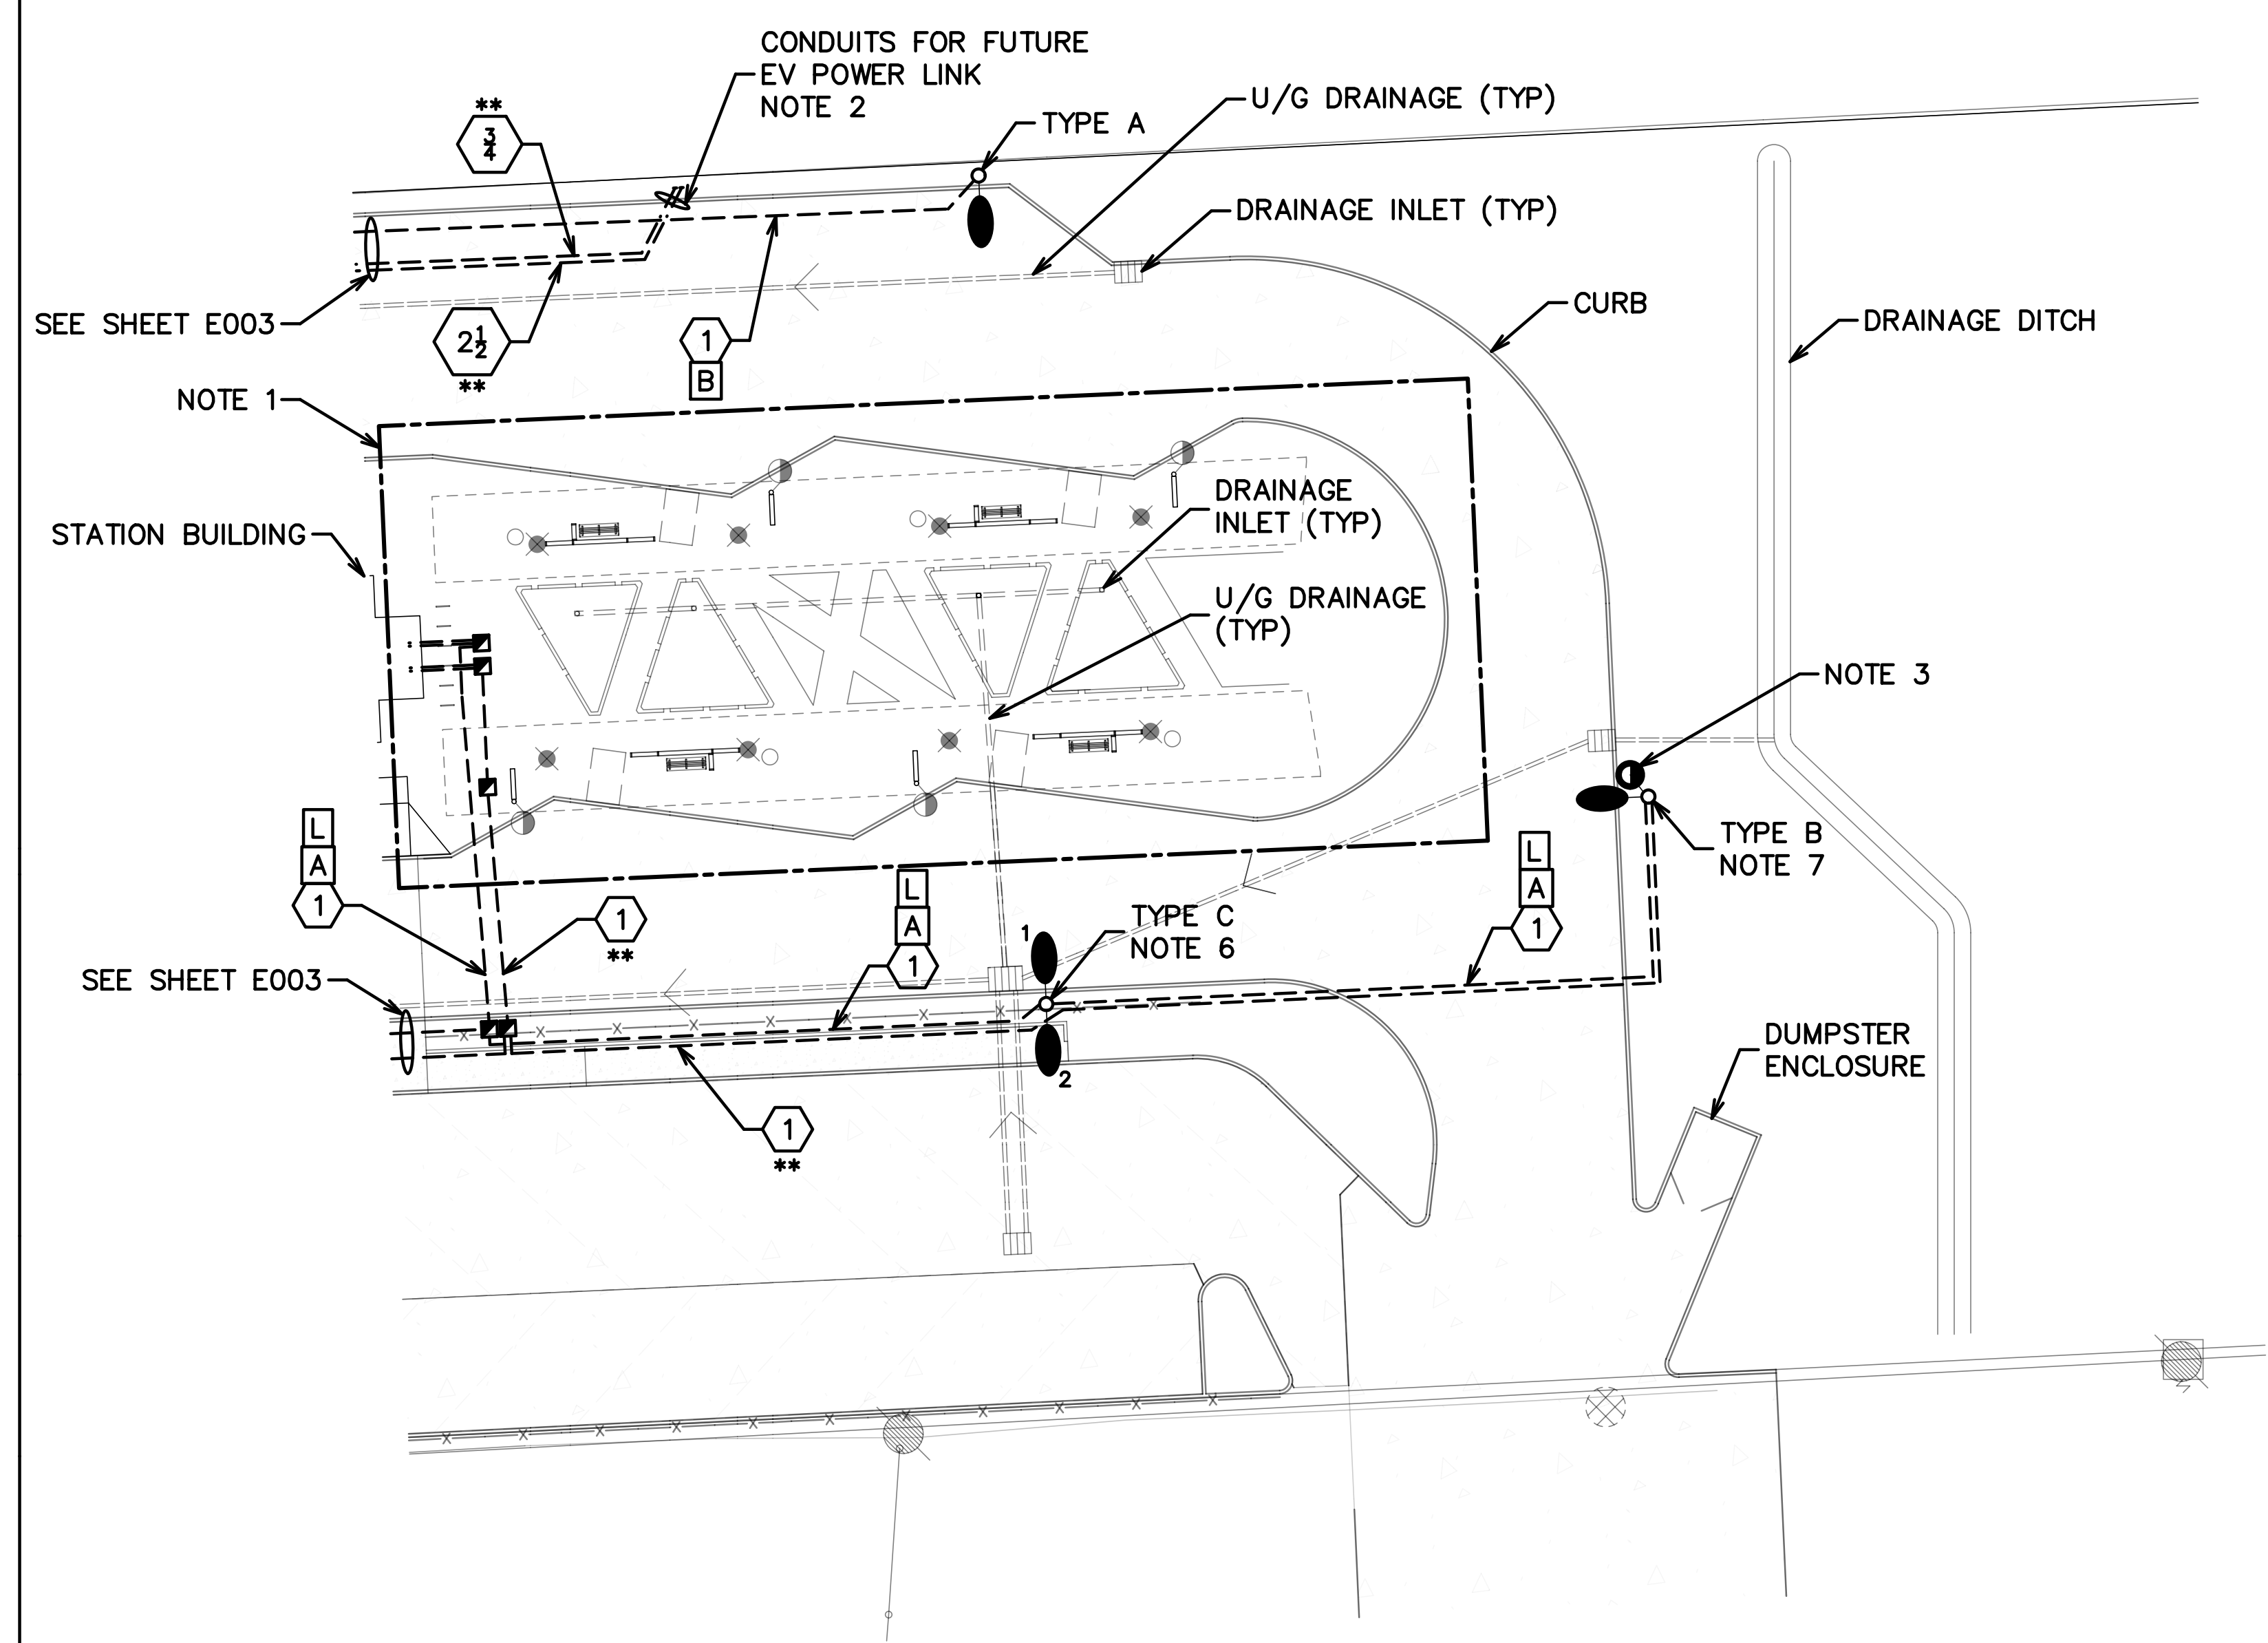 CONDUITS FOR FUTURE
EV POWER LINK
NOTE 2
**
3/4
TYPE A
U/G DRAINAGE (TYP)
DRAINAGE INLET (TYP)
SEE SHEET E003
2 1/2
**
1
B
CURB
DRAINAGE DITCH
NOTE 1
STATION BUILDING
DRAINAGE
INLET (TYP)
U/G DRAINAGE
(TYP)
NOTE 3
TYPE B
NOTE 7
L
A
1
1
**
L
A
1
1
TYPE C
NOTE 6
2
L
A
1
SEE SHEET E003
1
**
DUMPSTER
ENCLOSURE
X X X X X X X X X X
X X X X X X X X X X X